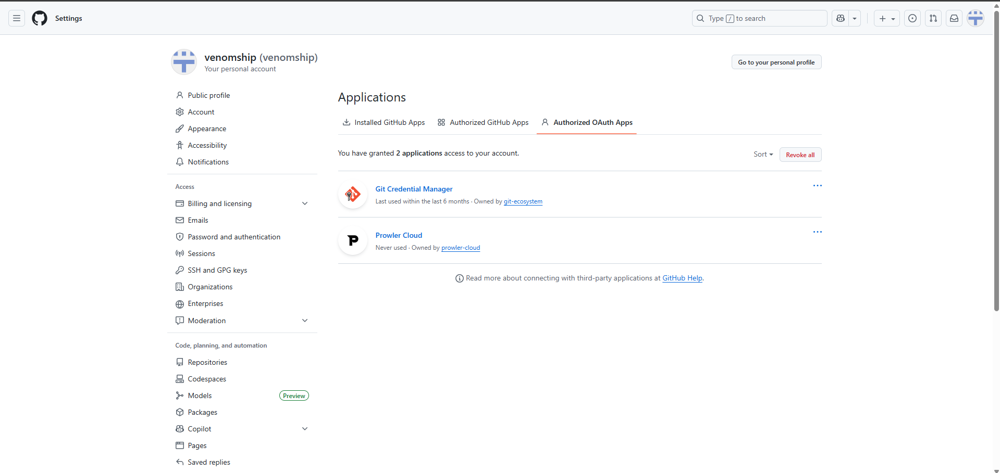 Settings
Type / to search
venomship (venomship)
Your personal account
Go to your personal profile
Public profile
Account
Appearance
Accessibility
Notifications
Access
Billing and licensing
Emails
Password and authentication
Sessions
SSH and GPG keys
Organizations
Enterprises
Moderation
Code, planning, and automation
Repositories
Codespaces
Models Preview
Packages
Copilot
Pages
Saved replies
Applications
Installed GitHub Apps Authorized GitHub Apps Authorized OAuth Apps
You have granted 2 applications access to your account.
Sort Revoke all
Git Credential Manager
Last used within the last 6 months · Owned by git-ecosystem
Prowler Cloud
Never used · Owned by prowler-cloud
Read more about connecting with third-party applications at GitHub Help.